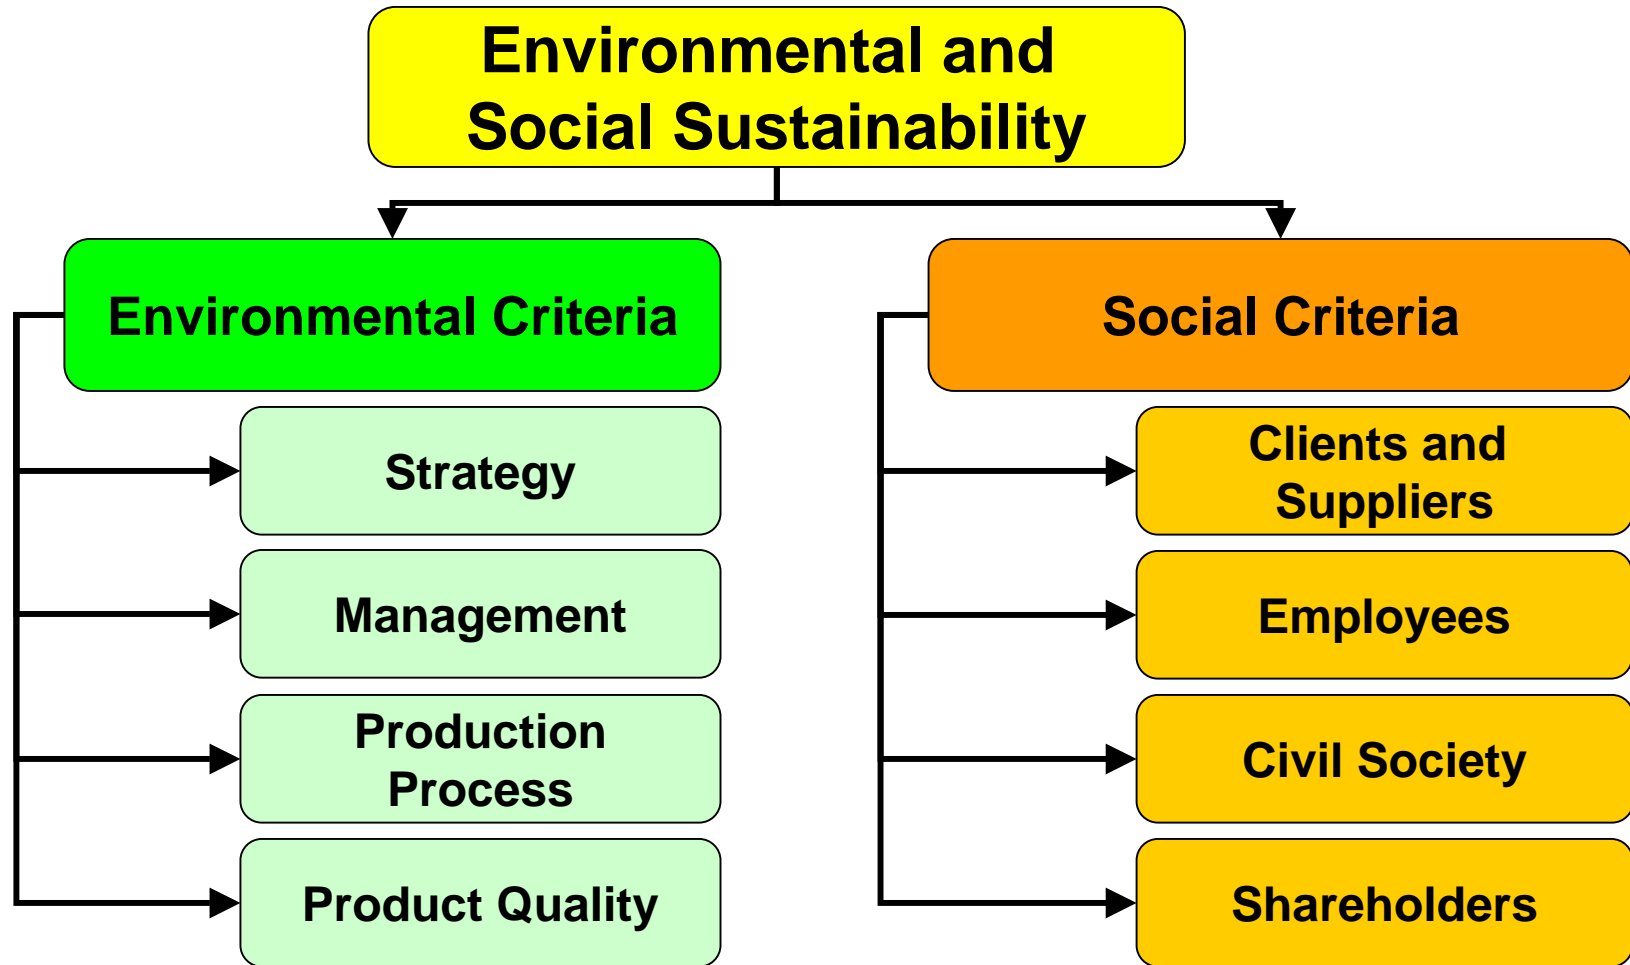 Environmental and
Social Sustainability
Environmental Criteria
Strategy
Management
Production
Process
Product Quality
Social Criteria
Clients and
Suppliers
Employees
Civil Society
Shareholders